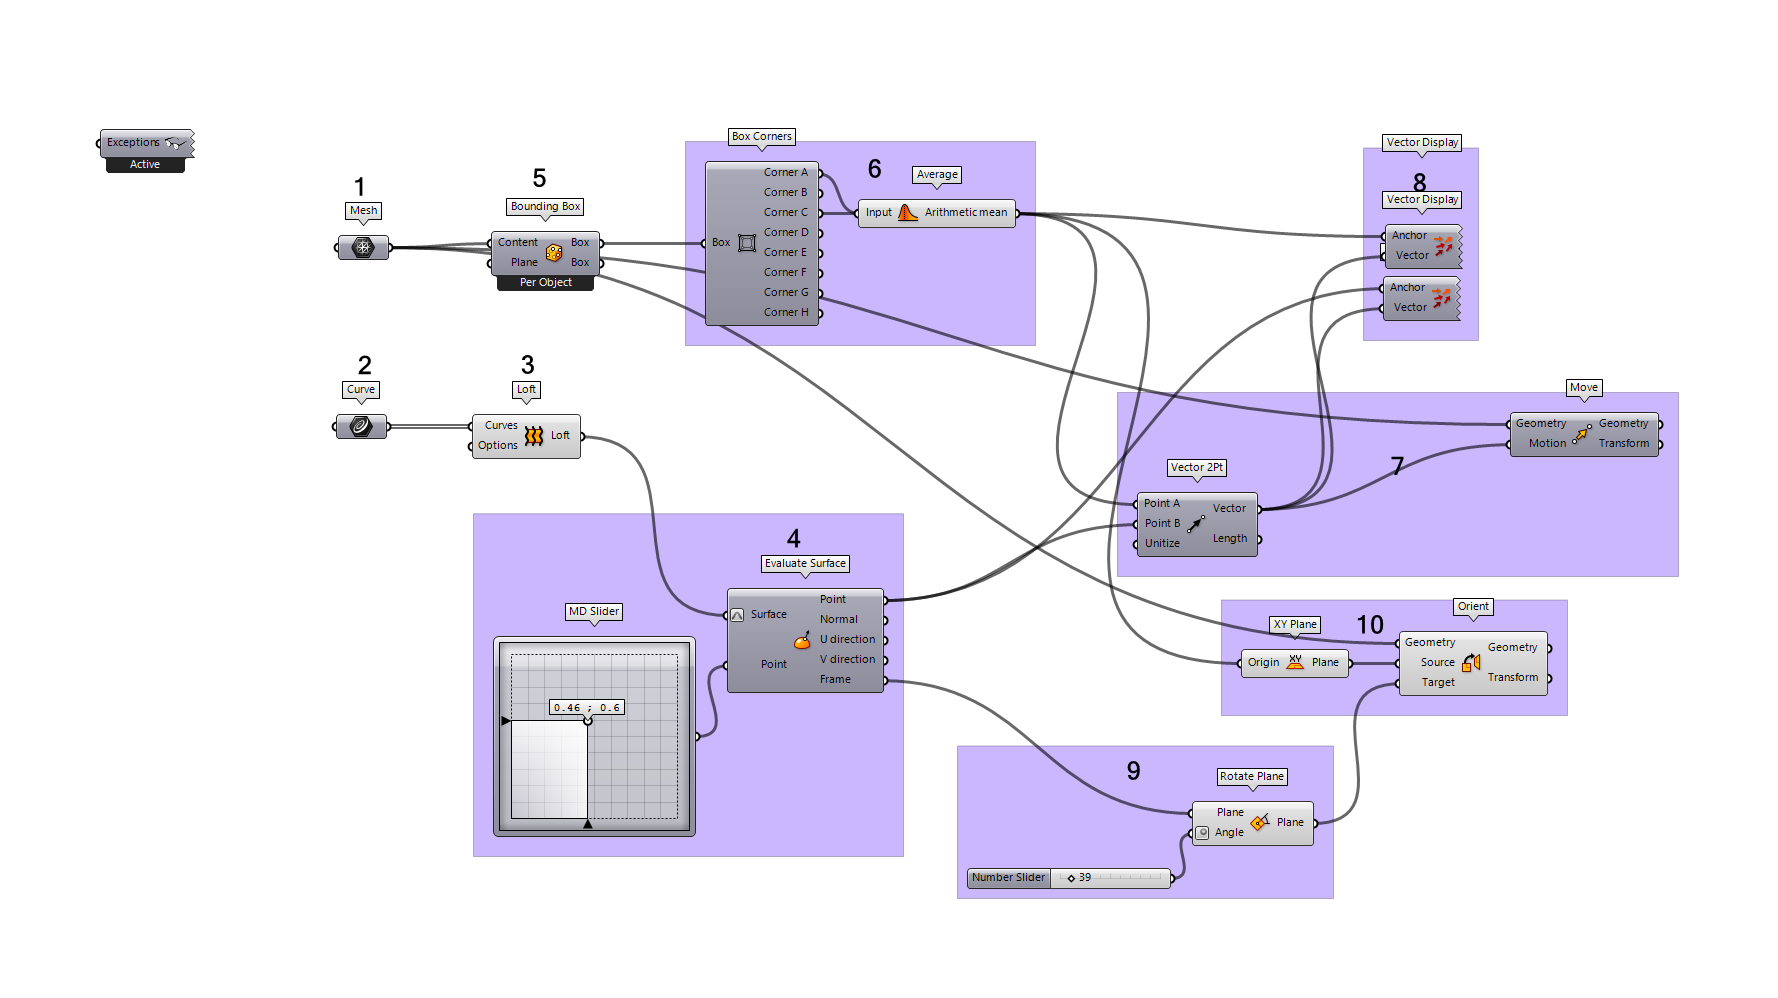 Exceptions
Active
1
Mesh
5
Bounding Box
Content
Plane
Box
Box
Per Object
Box Corners
Box
Corner A
Corner B
Corner C
Corner D
Corner E
Corner F
Corner G
Corner H
6
Average
Input
Arithmetic mean
Vector Display
8
Vector Display
Anchor
Vector
Anchor
Vector
2
Curve
3
Loft
Curves
Options
Loft
Move
Geometry
Motion
Geometry
Transform
7
Vector 2Pt
Point A
Point B
Unitize
Vector
Length
4
Evaluate Surface
Surface
Point
Point
Normal
U direction
V direction
Frame
MD Slider
0.46 ; 0.6
XY Plane
Origin
XY
Plane
10
Orient
Geometry
Source
Target
Geometry
Transform
9
Rotate Plane
Plane
Angle
Plane
Number Slider
39